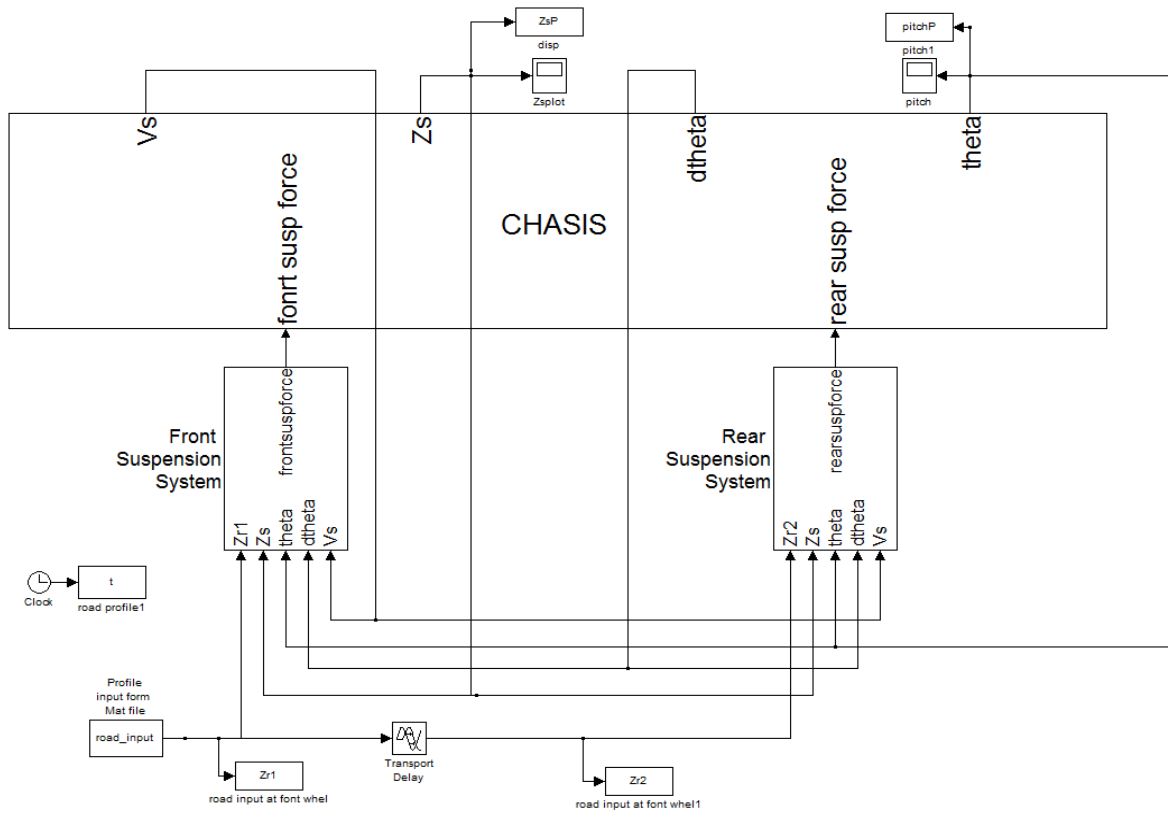 ZsP
disp
Zsplot
pitchP
pitch1
pitch
Vs
Zs
dtheta
theta
fonrt susp force
CHASIS
rear susp force
Front
Suspension
System
frontsuspforce
Zr1
Zs
theta
dtheta
Vs
Rear
Suspension
System
rearsuspforce
Zr2
Zs
theta
dtheta
Vs
Clock
t
road profile1
Profile
input form
Mat file
road_input
Zr1
road input at font whel
Transport
Delay
Zr2
road input at font whel1